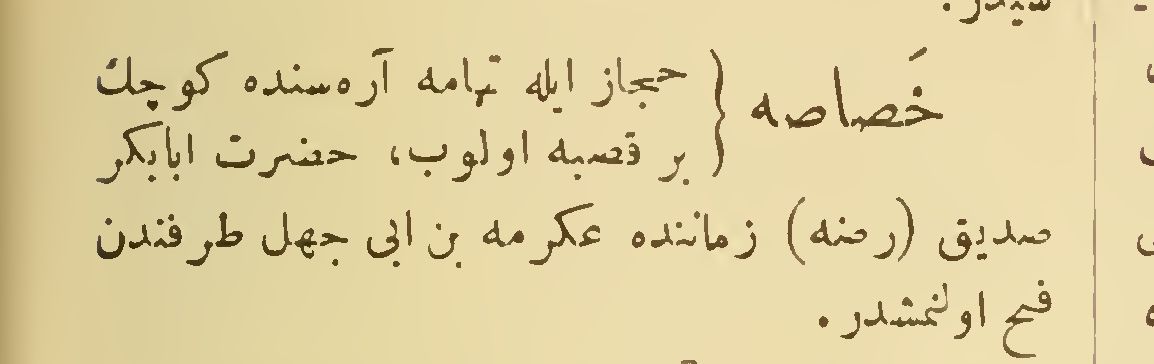 سیدر.
خَصاصه { حجاز ایله تهامه آره‌سنده کوچك
بر قصبه اولوب، حضرت ابابکر
صدیق (رضه) زماننده عکرمه بن ابی جهل طرفندن
فتح اولنمشدر.